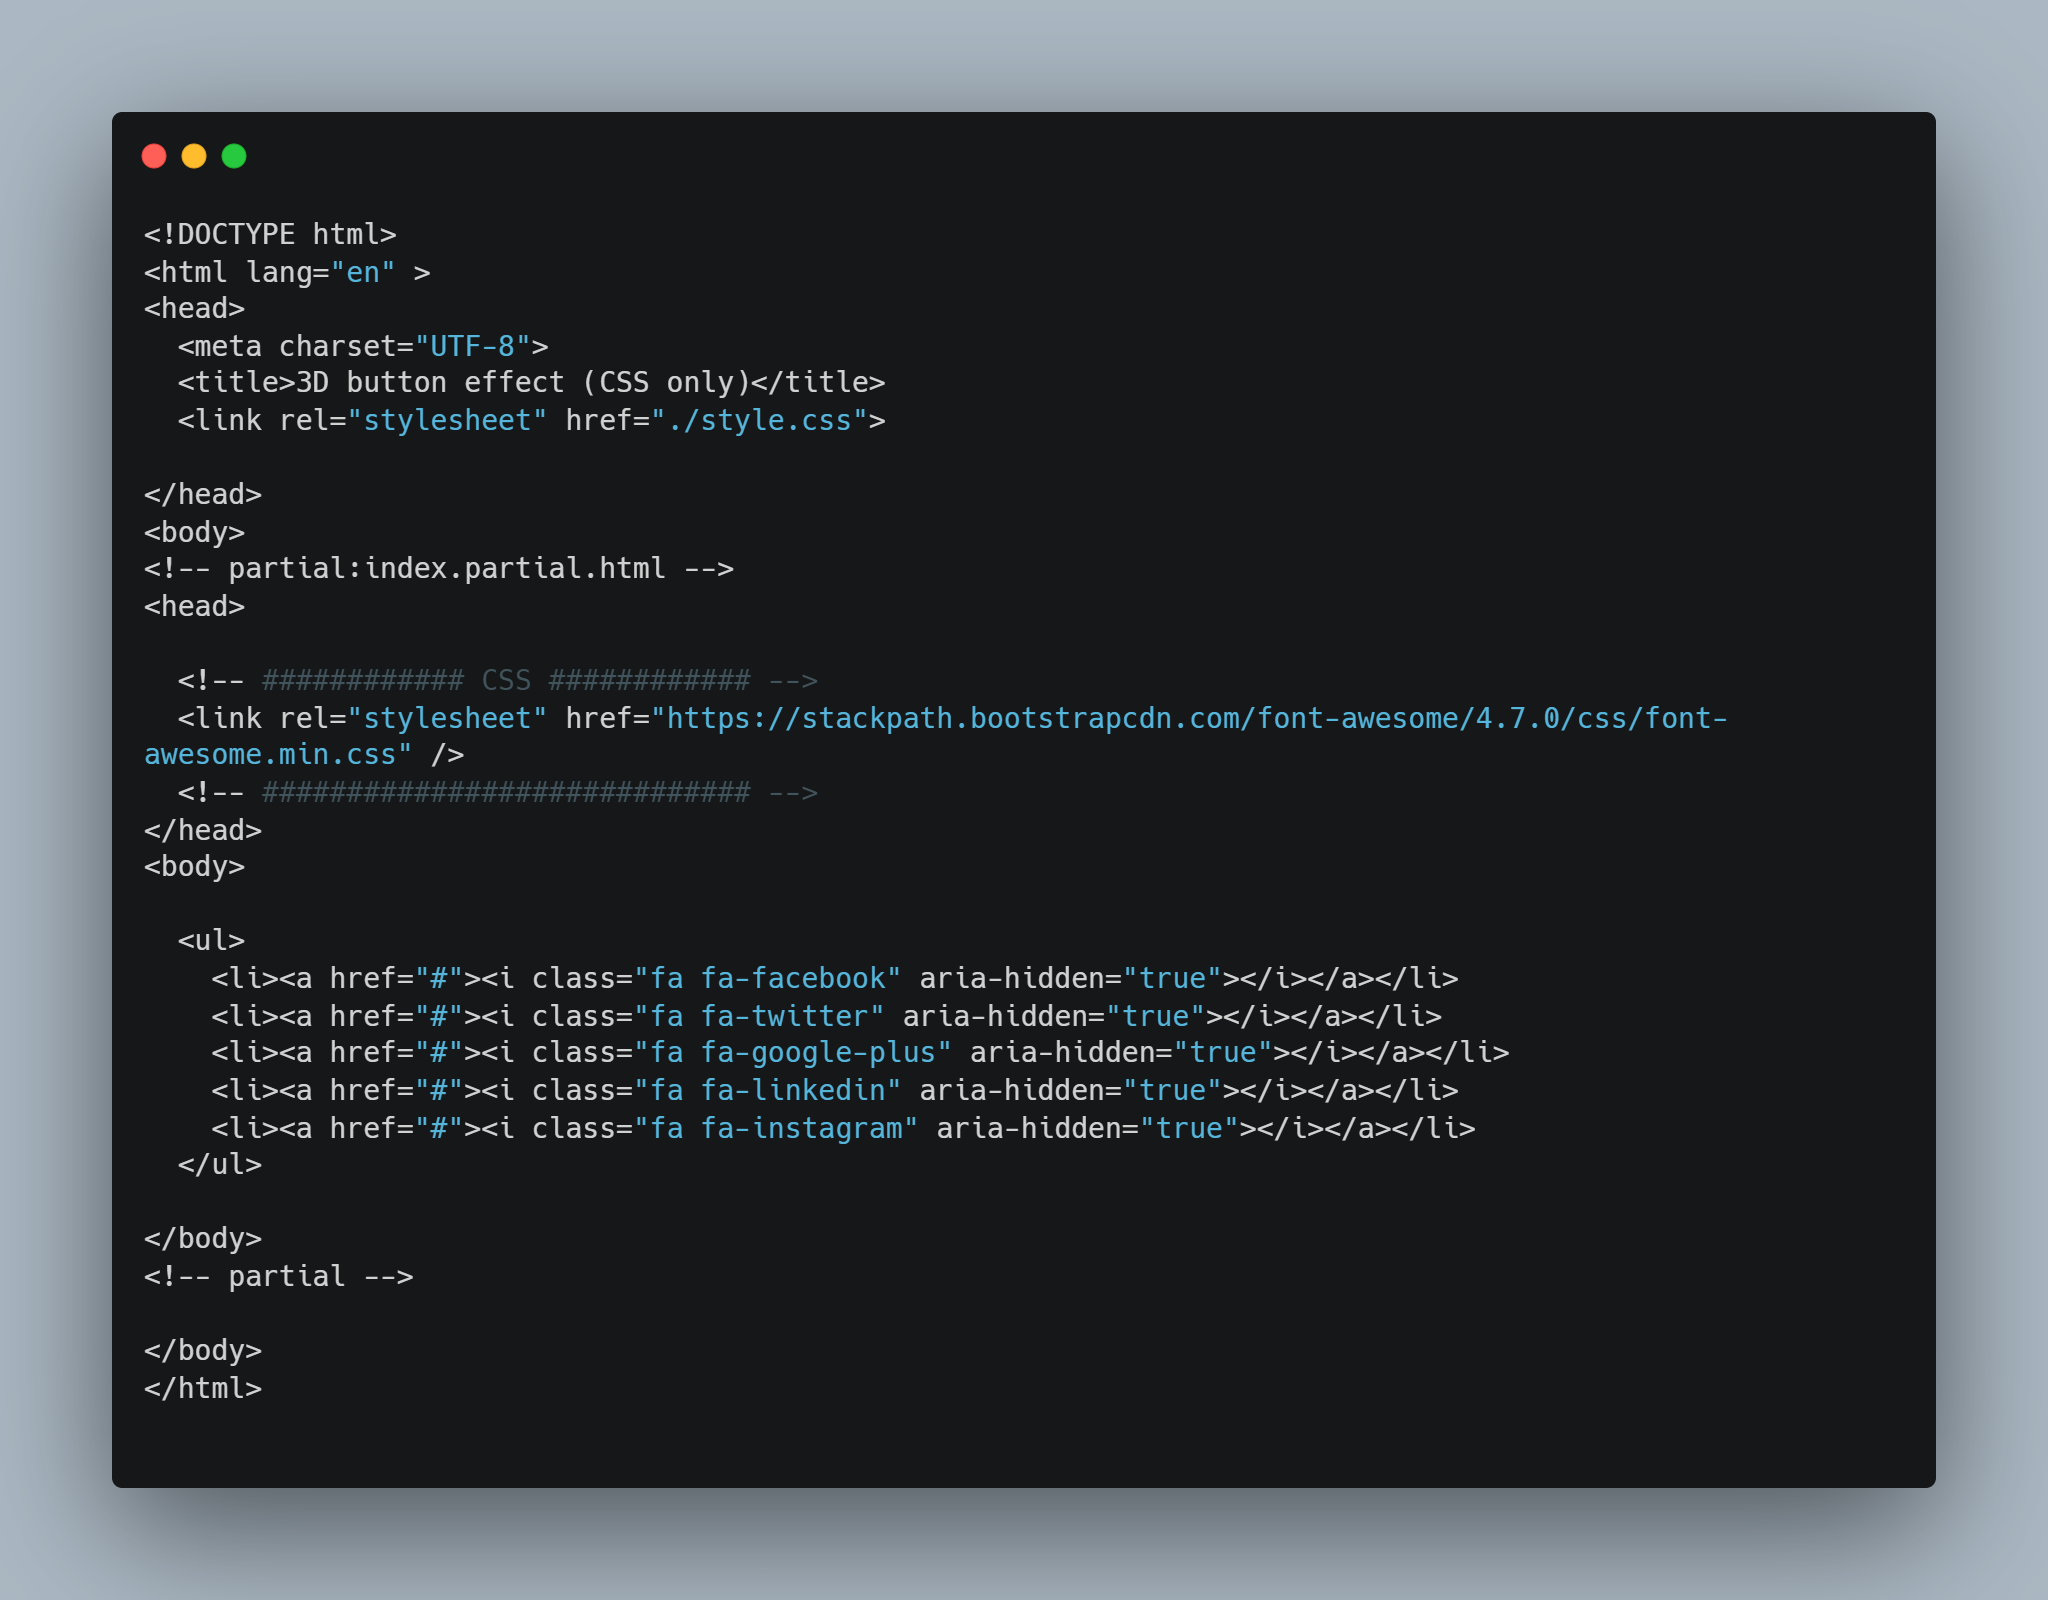 <!DOCTYPE html>
<html lang="en" >
<head>
  <meta charset="UTF-8">
  <title>3D button effect (CSS only)</title>
  <link rel="stylesheet" href="./style.css">

</head>
<body>
<!-- partial:index.partial.html -->
<head>

  <!-- ############ CSS ############ -->
  <link rel="stylesheet" href="https://stackpath.bootstrapcdn.com/font-awesome/4.7.0/css/font-
awesome.min.css" />
  <!-- ############################# -->
</head>
<body>

  <ul>
    <li><a href="#"><i class="fa fa-facebook" aria-hidden="true"></i></a></li>
    <li><a href="#"><i class="fa fa-twitter" aria-hidden="true"></i></a></li>
    <li><a href="#"><i class="fa fa-google-plus" aria-hidden="true"></i></a></li>
    <li><a href="#"><i class="fa fa-linkedin" aria-hidden="true"></i></a></li>
    <li><a href="#"><i class="fa fa-instagram" aria-hidden="true"></i></a></li>
  </ul>

</body>
<!-- partial -->

</body>
</html>